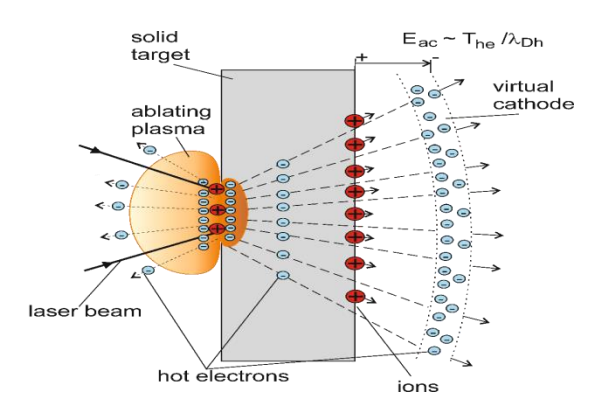 solid
target
+
E_ac ~ T_he /λ_Dh
-
virtual
cathode
ablating
plasma
laser beam
hot electrons
ions